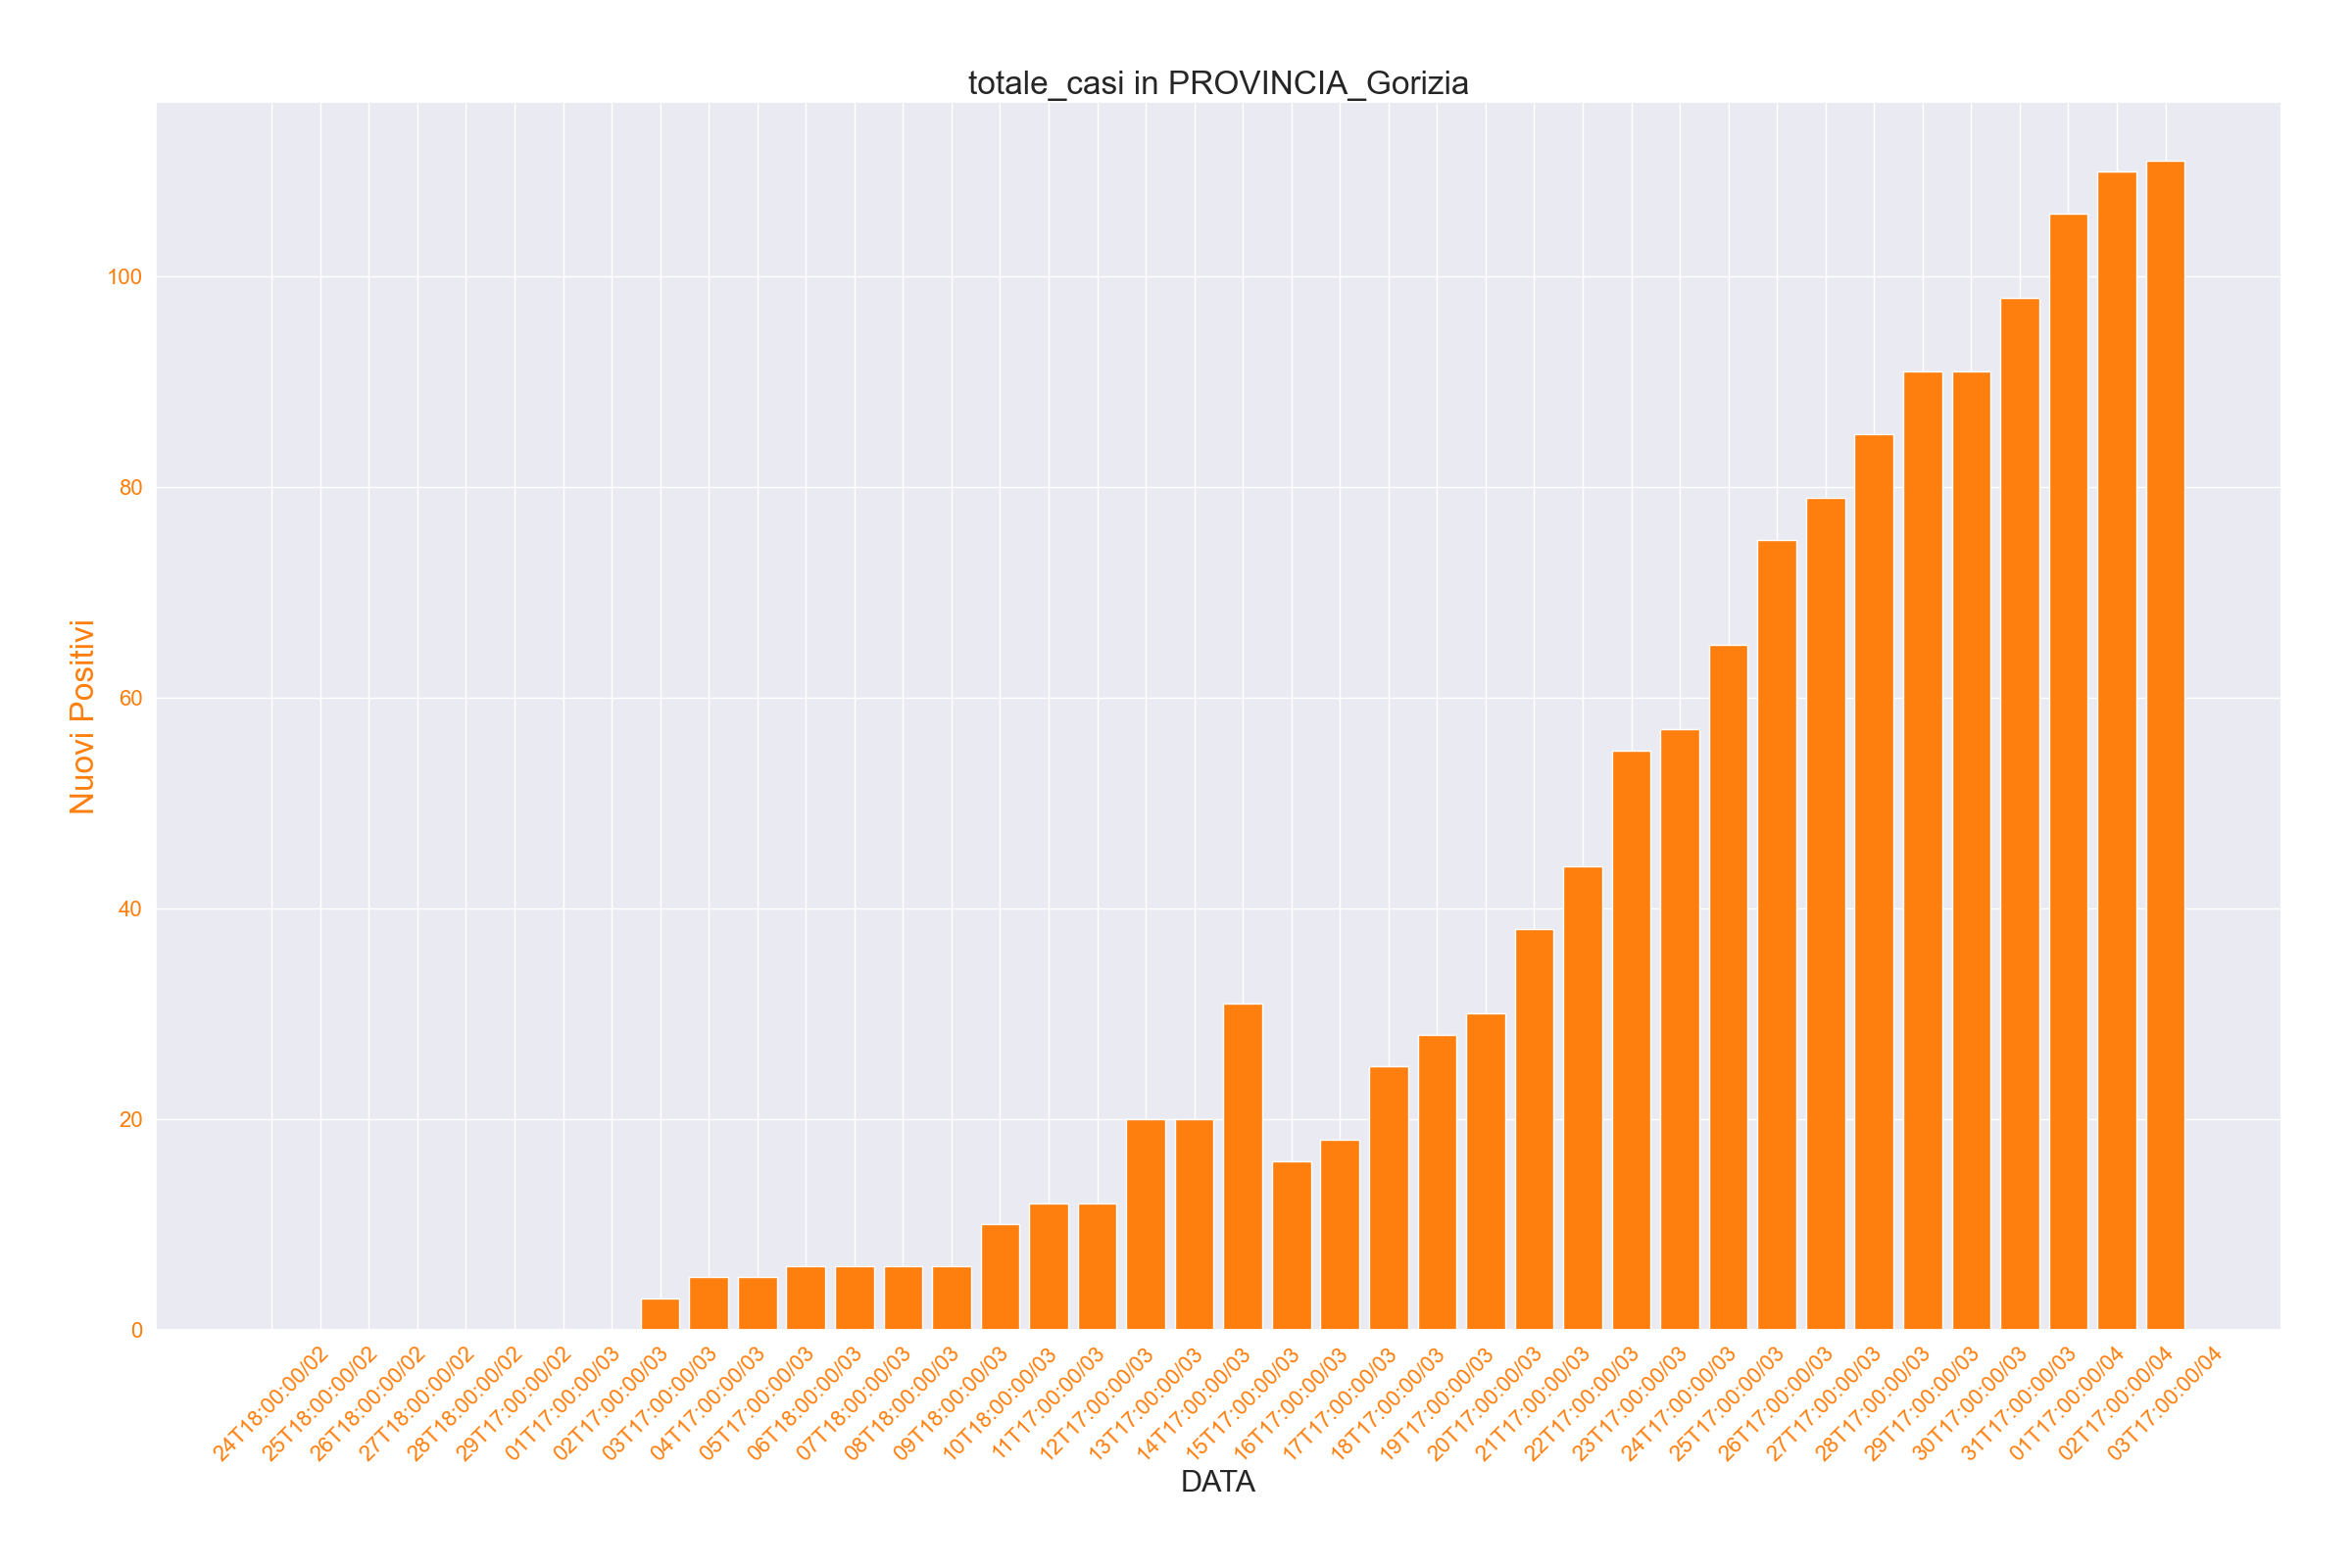 totale_casi in PROVINCIA_Gorizia
Nuovi Positivi
100
80
60
40
20
0
24T18:00:00/02
25T18:00:00/02
26T18:00:00/02
27T18:00:00/02
28T18:00:00/02
29T17:00:00/02
01T17:00:00/03
02T17:00:00/03
03T17:00:00/03
04T17:00:00/03
05T17:00:00/03
06T18:00:00/03
07T18:00:00/03
08T18:00:00/03
09T18:00:00/03
10T18:00:00/03
11T17:00:00/03
12T17:00:00/03
13T17:00:00/03
14T17:00:00/03
15T17:00:00/03
16T17:00:00/03
17T17:00:00/03
18T17:00:00/03
19T17:00:00/03
20T17:00:00/03
21T17:00:00/03
22T17:00:00/03
23T17:00:00/03
24T17:00:00/03
25T17:00:00/03
26T17:00:00/03
27T17:00:00/03
28T17:00:00/03
29T17:00:00/03
30T17:00:00/03
31T17:00:00/03
01T17:00:00/04
02T17:00:00/04
03T17:00:00/04
DATA